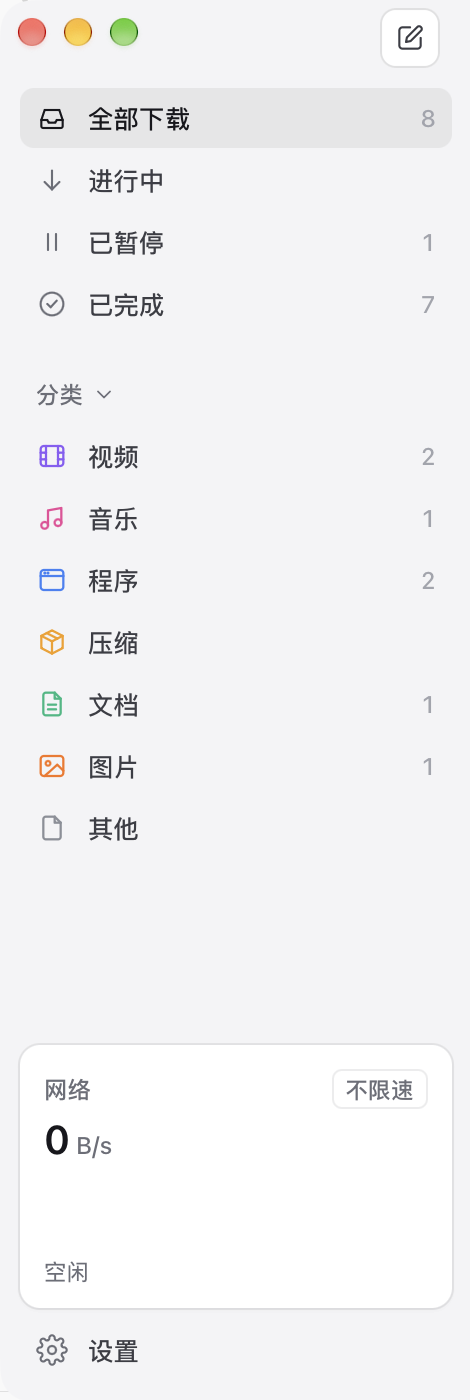 全部下载 8
进行中
已暂停 1
已完成 7
分类
视频 2
音乐 1
程序 2
压缩
文档 1
图片 1
其他
网络 不限速
0 B/s
空闲
设置